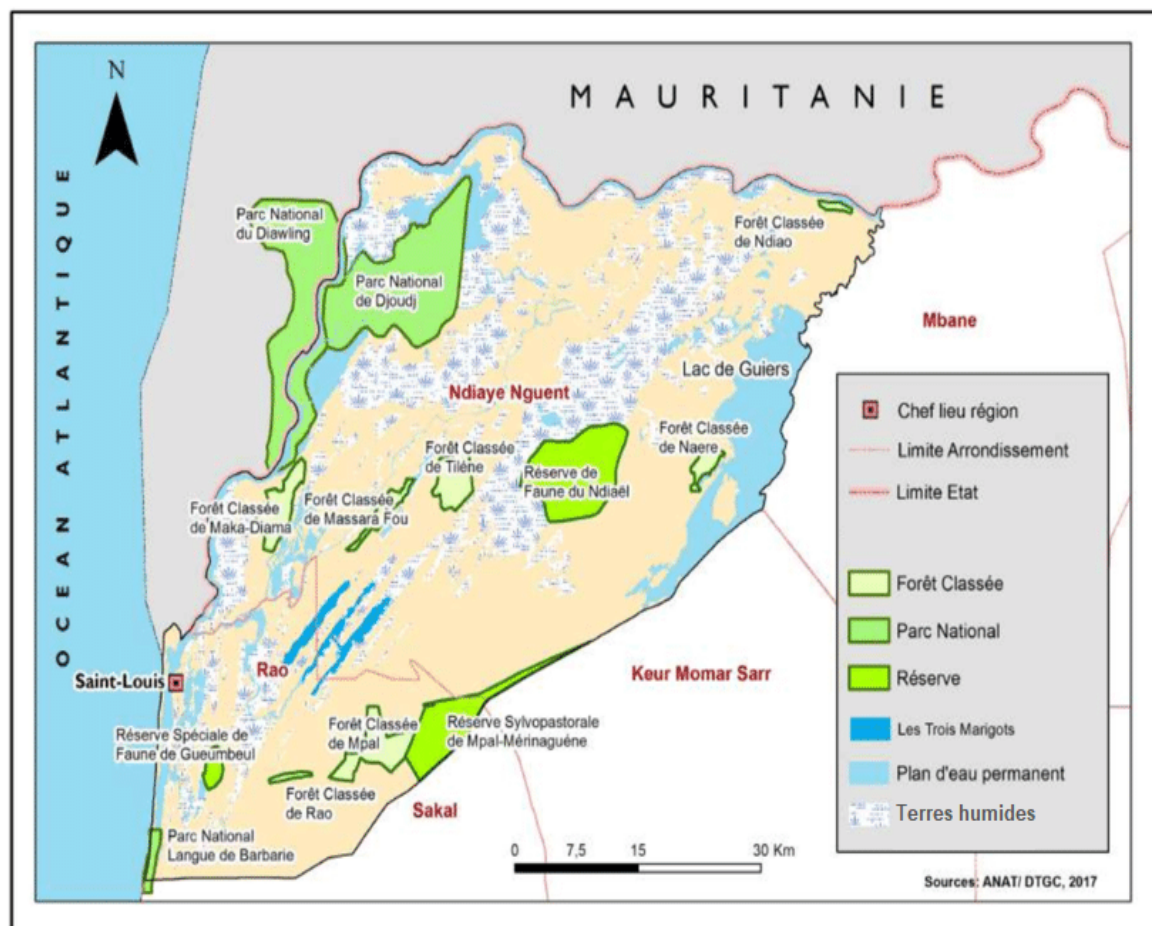 N
MAURITANIE
OCEAN ATLANTIQUE
Parc National
du Diawling
Forêt Classée
de Ndiao
Parc National
de Djoudj
Mbane
Lac de Guiers
Ndiaye Nguent
Forêt Classée
de Naere
Forêt Classée
de Tilène
Réserve de
Faune du Ndiaël
Forêt Classée
de Maka-Diama
Forêt Classée
de Massara Fou
Rao
Saint-Louis
Keur Momar Sarr
Réserve Spéciale de
Faune de Gueumbeul
Forêt Classée
de Mpal
Réserve Sylvopastorale
de Mpal-Mérinaguéne
Forêt Classée
de Rao
Sakal
Parc National
Langue de Barbarie
0 7,5 15 30 Km
Chef lieu région
Limite Arrondissement
Limite Etat
Forêt Classée
Parc National
Réserve
Les Trois Marigots
Plan d'eau permanent
Terres humides
Sources: ANAT/ DTGC, 2017